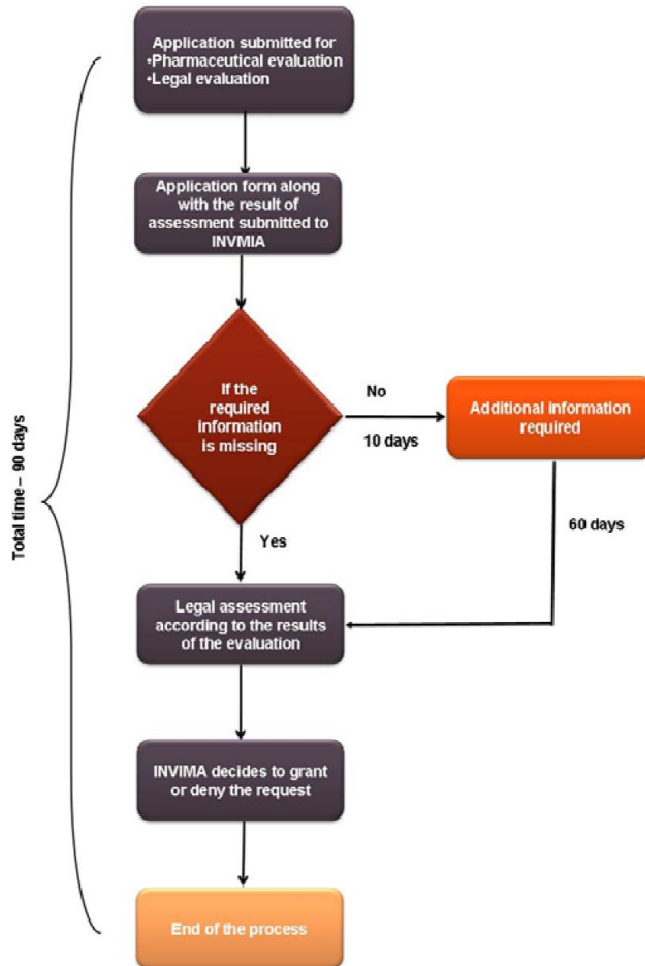 Application submitted for
•Pharmaceutical evaluation
•Legal evaluation
Application form along
with the result of
assessment submitted to
INVIMIA
If the
required
information
is missing
No
10 days
Additional information
required
60 days
Yes
Legal assessment
according to the results
of the evaluation
INVIMA decides to grant
or deny the request
End of the process
Total time – 90 days